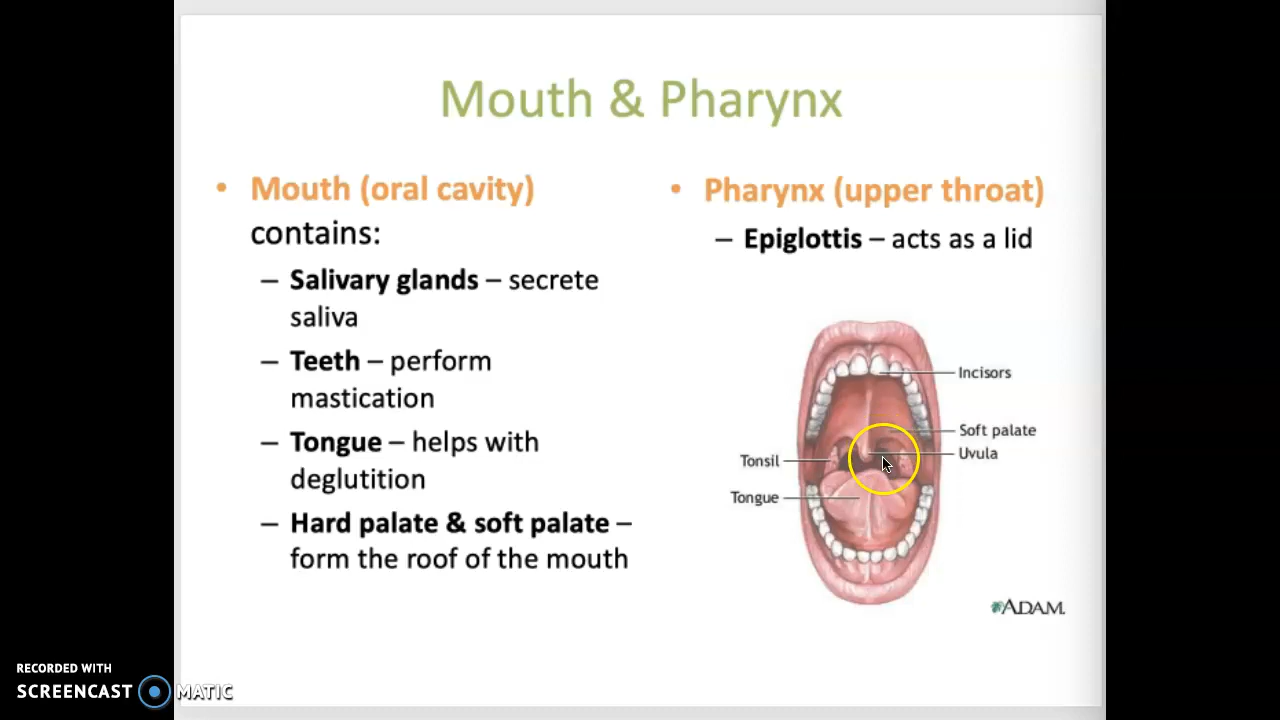 Mouth & Pharynx
• Mouth (oral cavity)
contains:
– Salivary glands – secrete
saliva
– Teeth – perform
mastication
– Tongue – helps with
deglutition
– Hard palate & soft palate –
form the roof of the mouth
• Pharynx (upper throat)
– Epiglottis – acts as a lid
Incisors
Soft palate
Uvula
Tonsil
Tongue
ADAM.
RECORDED WITH
SCREENCAST MATIC